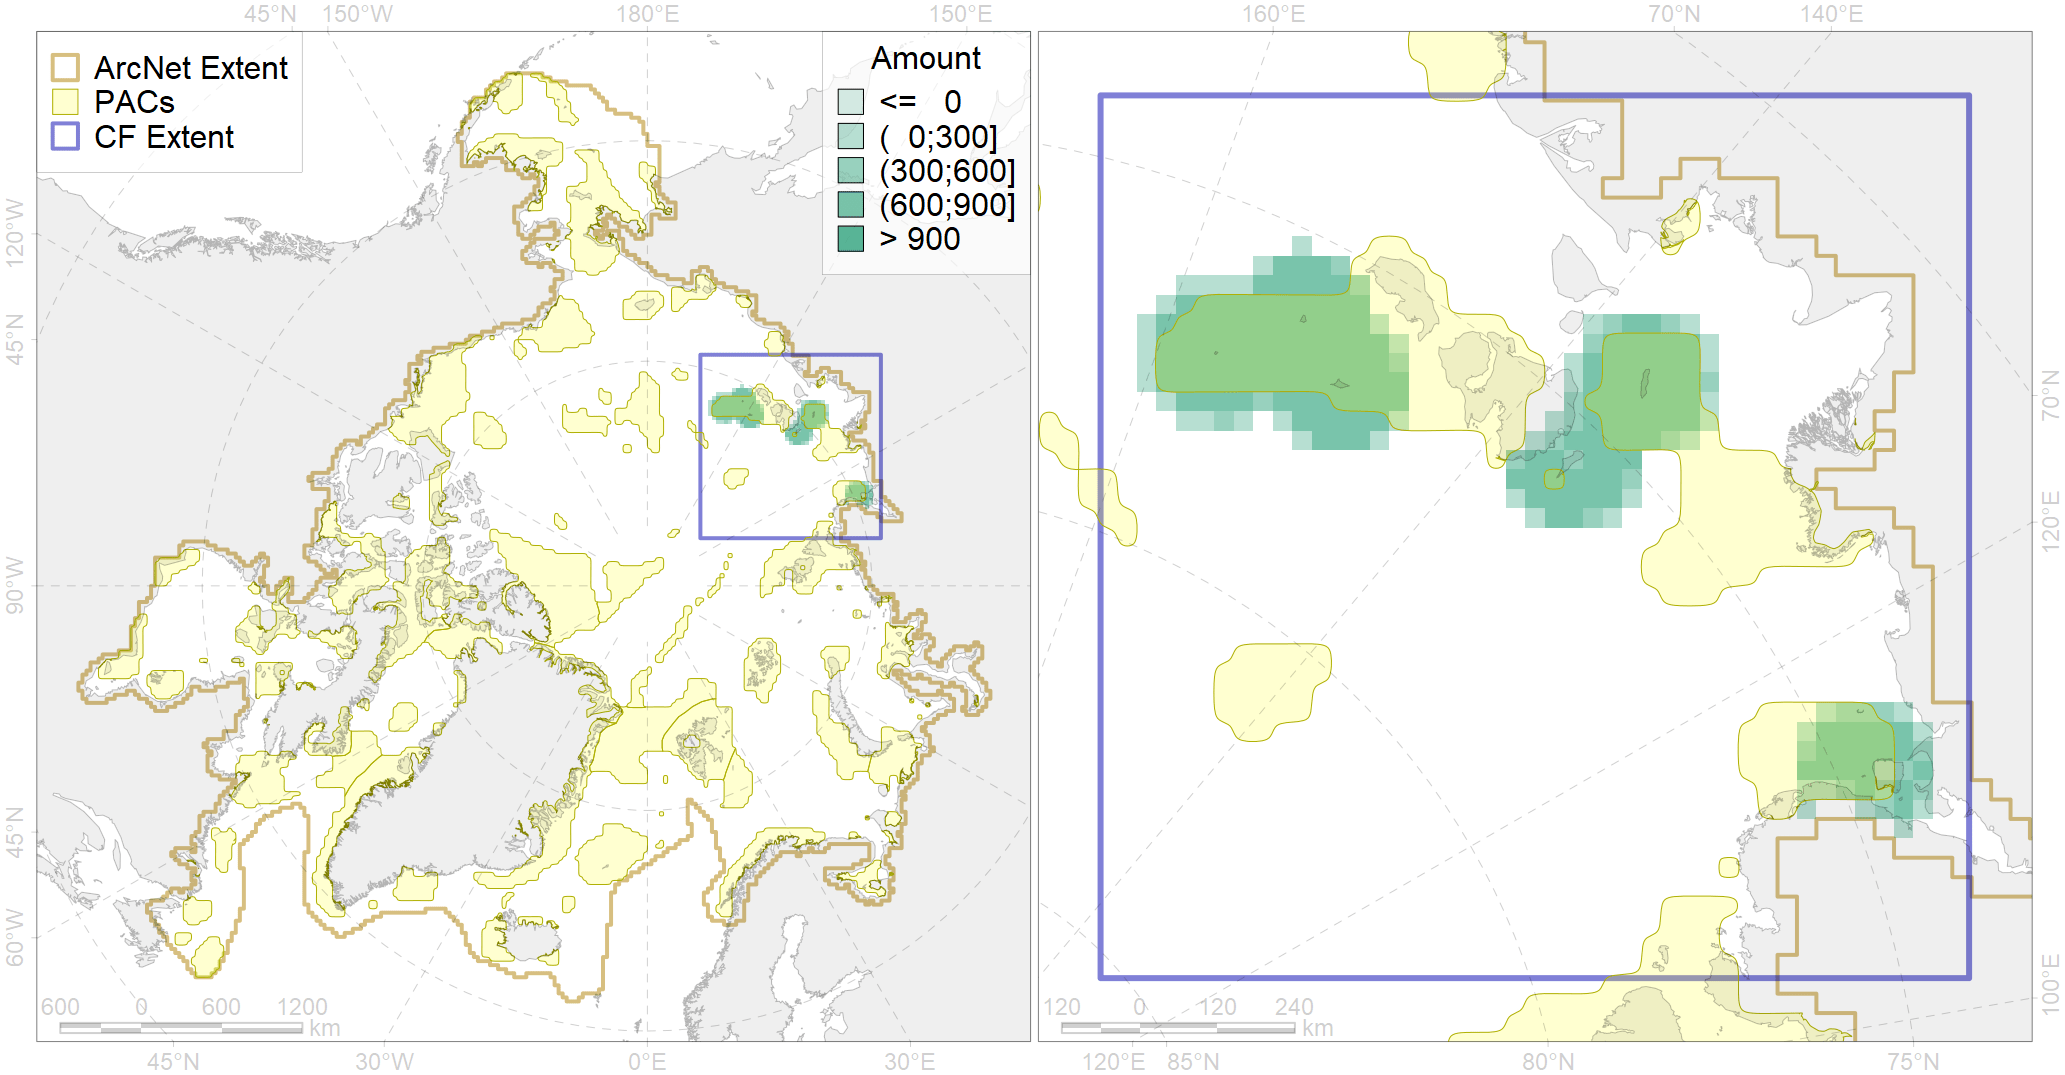 45°N 150°W 180°E 150°E 160°E 70°N 140°E
ArcNet Extent
PACs
CF Extent
Amount
<= 0
( 0;300]
(300;600]
(600;900]
> 900
120°W
45°N
90°W
45°N
60°W
70°N
120°E
100°E
600 0 600 1200
km
120 0 120 240
km
45°N 30°W 0°E 30°E 120°E 85°N 80°N 75°N